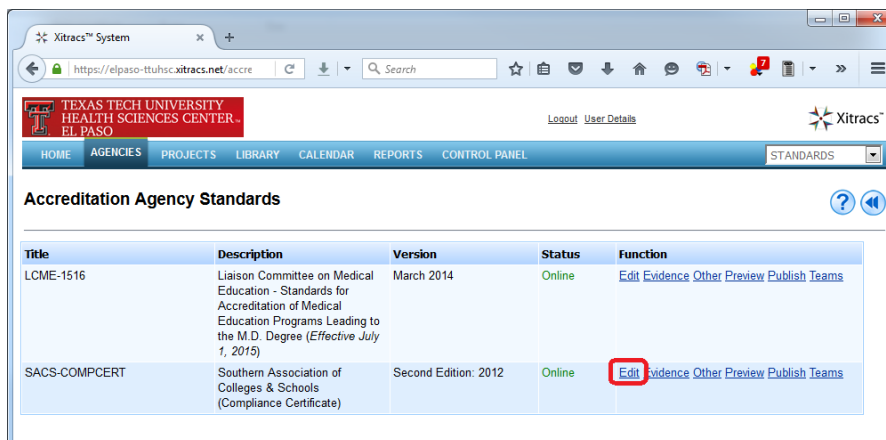 Xitracs™ System
https://elpaso-ttuhsc.xitracs.net/accre
Search
7
TEXAS TECH UNIVERSITY
HEALTH SCIENCES CENTER™
EL PASO
Logout User Details
Xitracs™
HOME AGENCIES PROJECTS LIBRARY CALENDAR REPORTS CONTROL PANEL
STANDARDS
Accreditation Agency Standards
Title Description Version Status Function
LCME-1516 Liaison Committee on Medical March 2014 Online Edit Evidence Other Preview Publish Teams
Education - Standards for
Accreditation of Medical
Education Programs Leading to
the M.D. Degree (Effective July
1, 2015)
SACS-COMPCERT Southern Association of Second Edition: 2012 Online Edit Evidence Other Preview Publish Teams
Colleges & Schools
(Compliance Certificate)